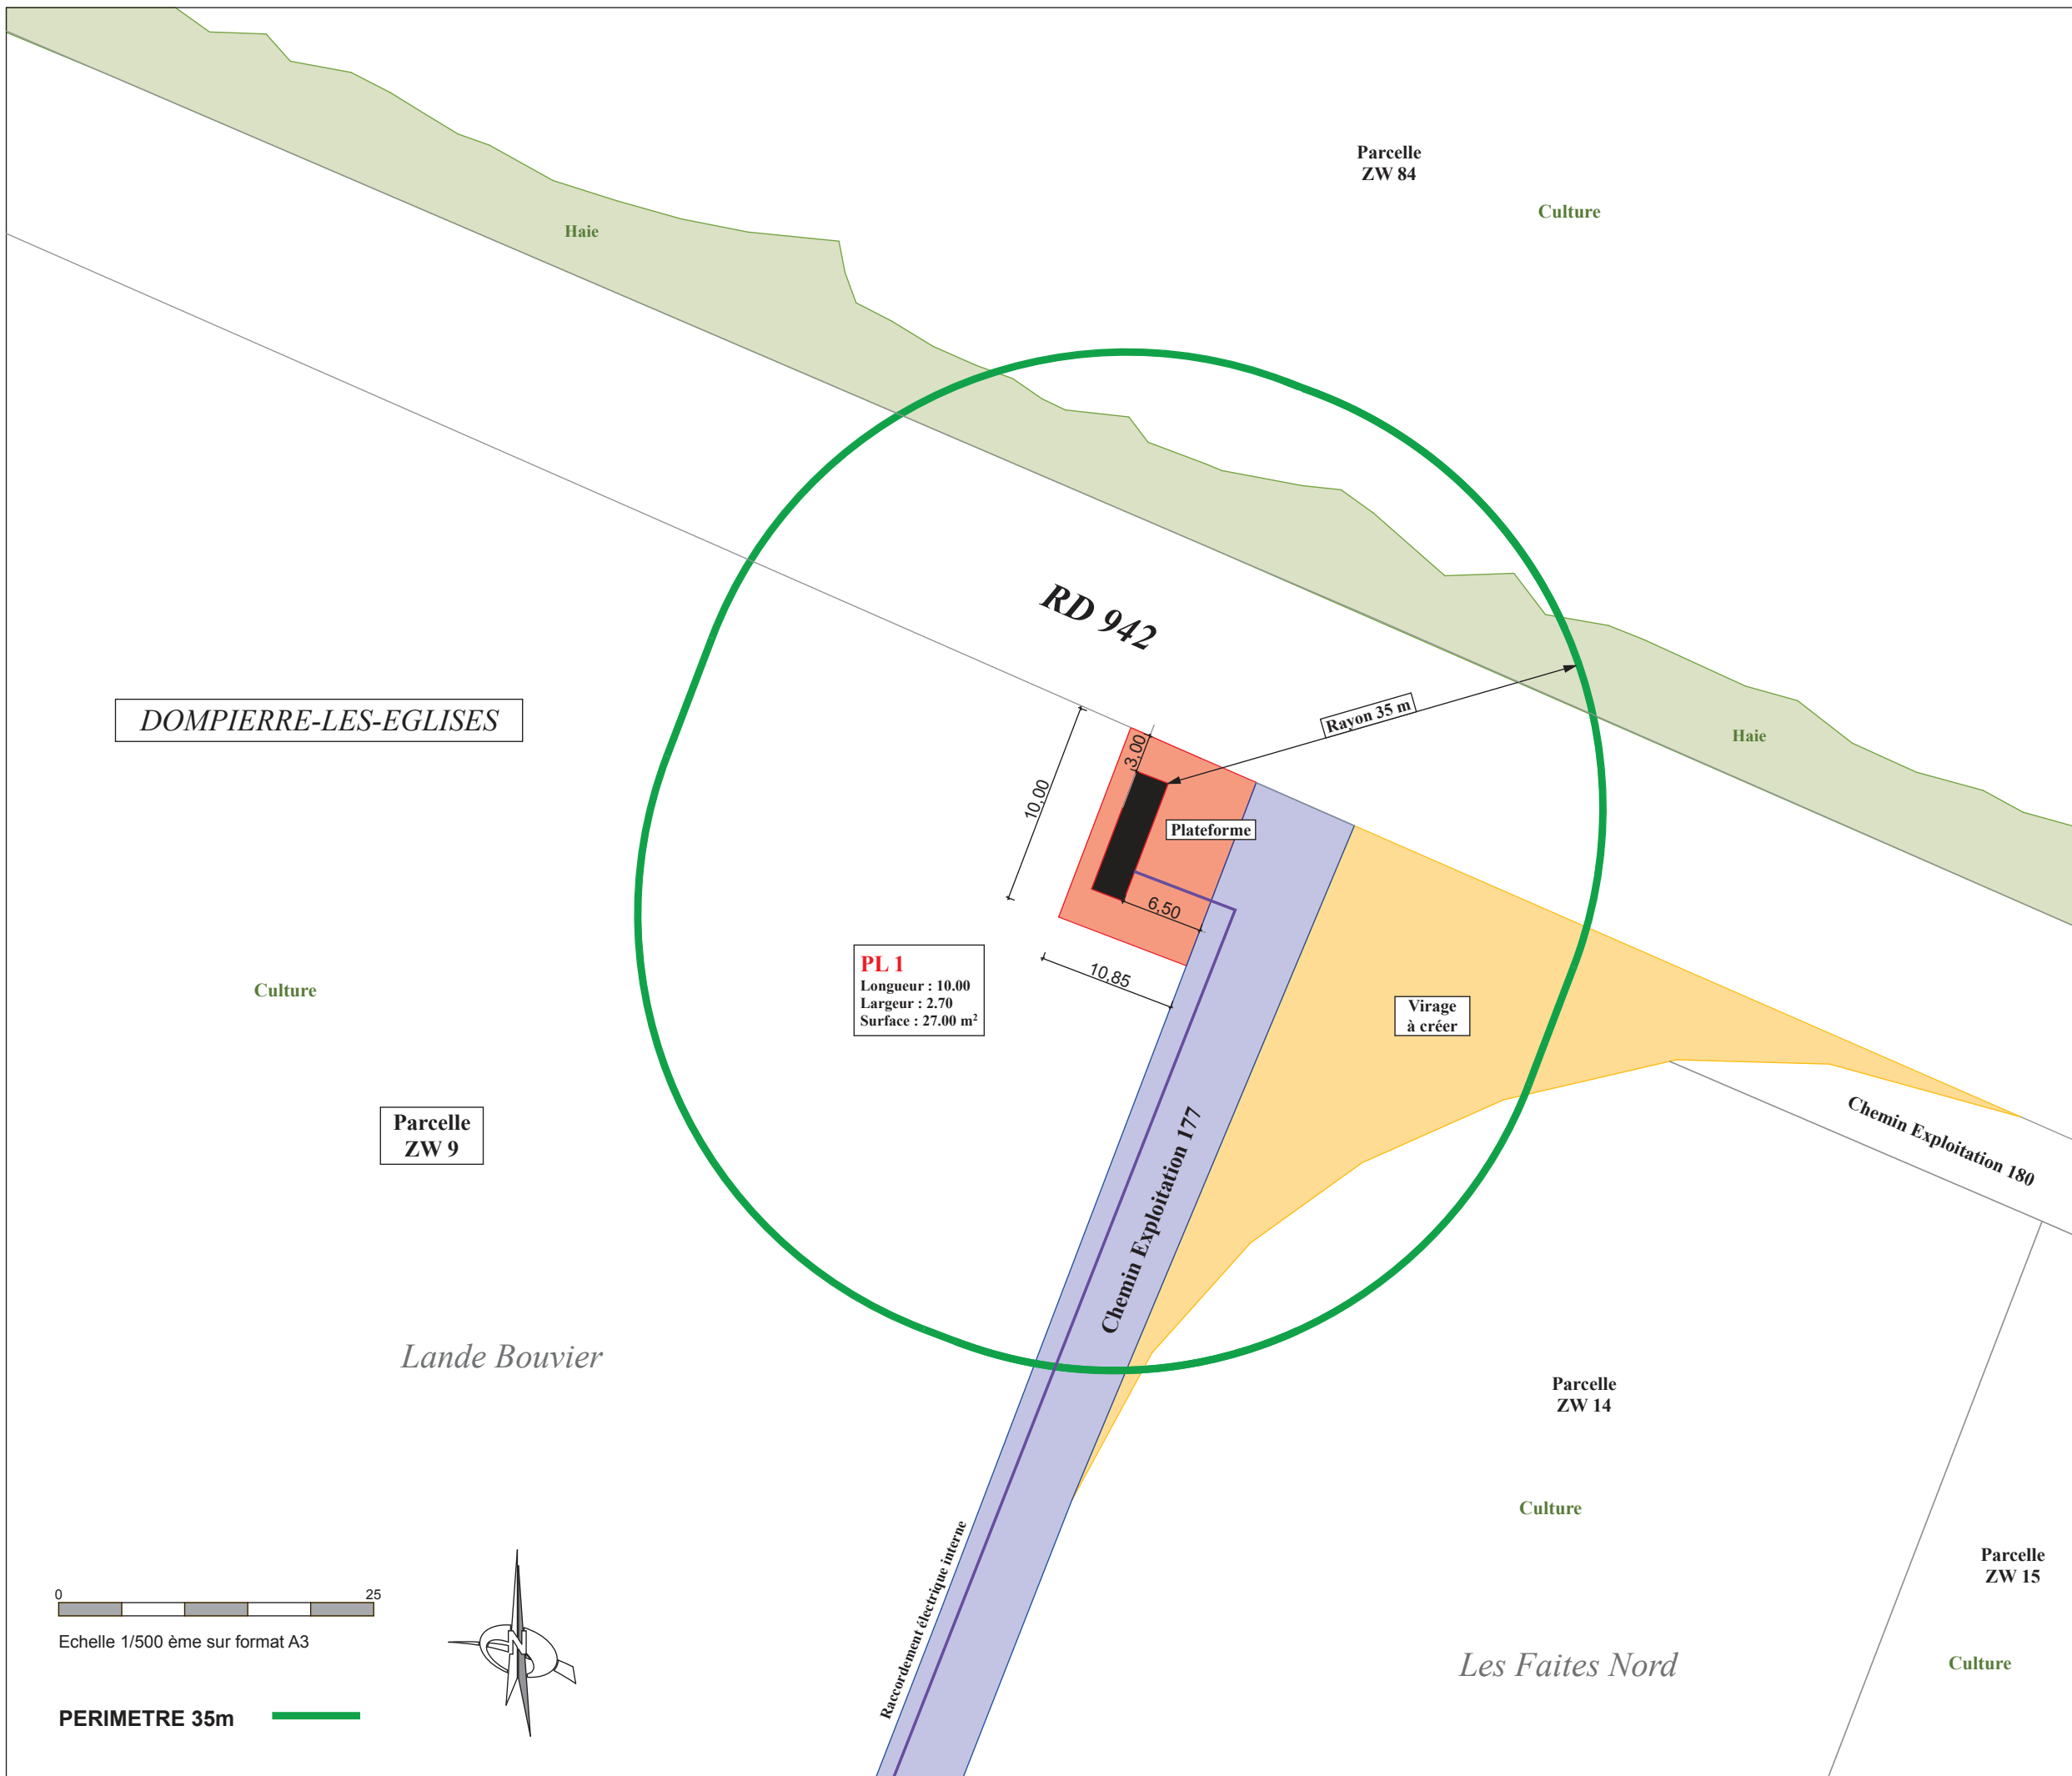 Parcelle
ZW 84
Culture
Haie
RD 942
DOMPIERRE-LES-EGLISES
Rayon 35 m
Haie
3,00
10,00
Plateforme
6,50
10,85
PL 1
Longueur : 10.00
Largeur : 2.70
Surface : 27.00 m²
Culture
Virage
à créer
Parcelle
ZW 9
Chemin Exploitation 177
Chemin Exploitation 180
Lande Bouvier
Parcelle
ZW 14
Culture
Parcelle
ZW 15
Raccordement électrique interne
0 25
Echelle 1/500 ème sur format A3
N
Les Faites Nord
Culture
PERIMETRE 35m